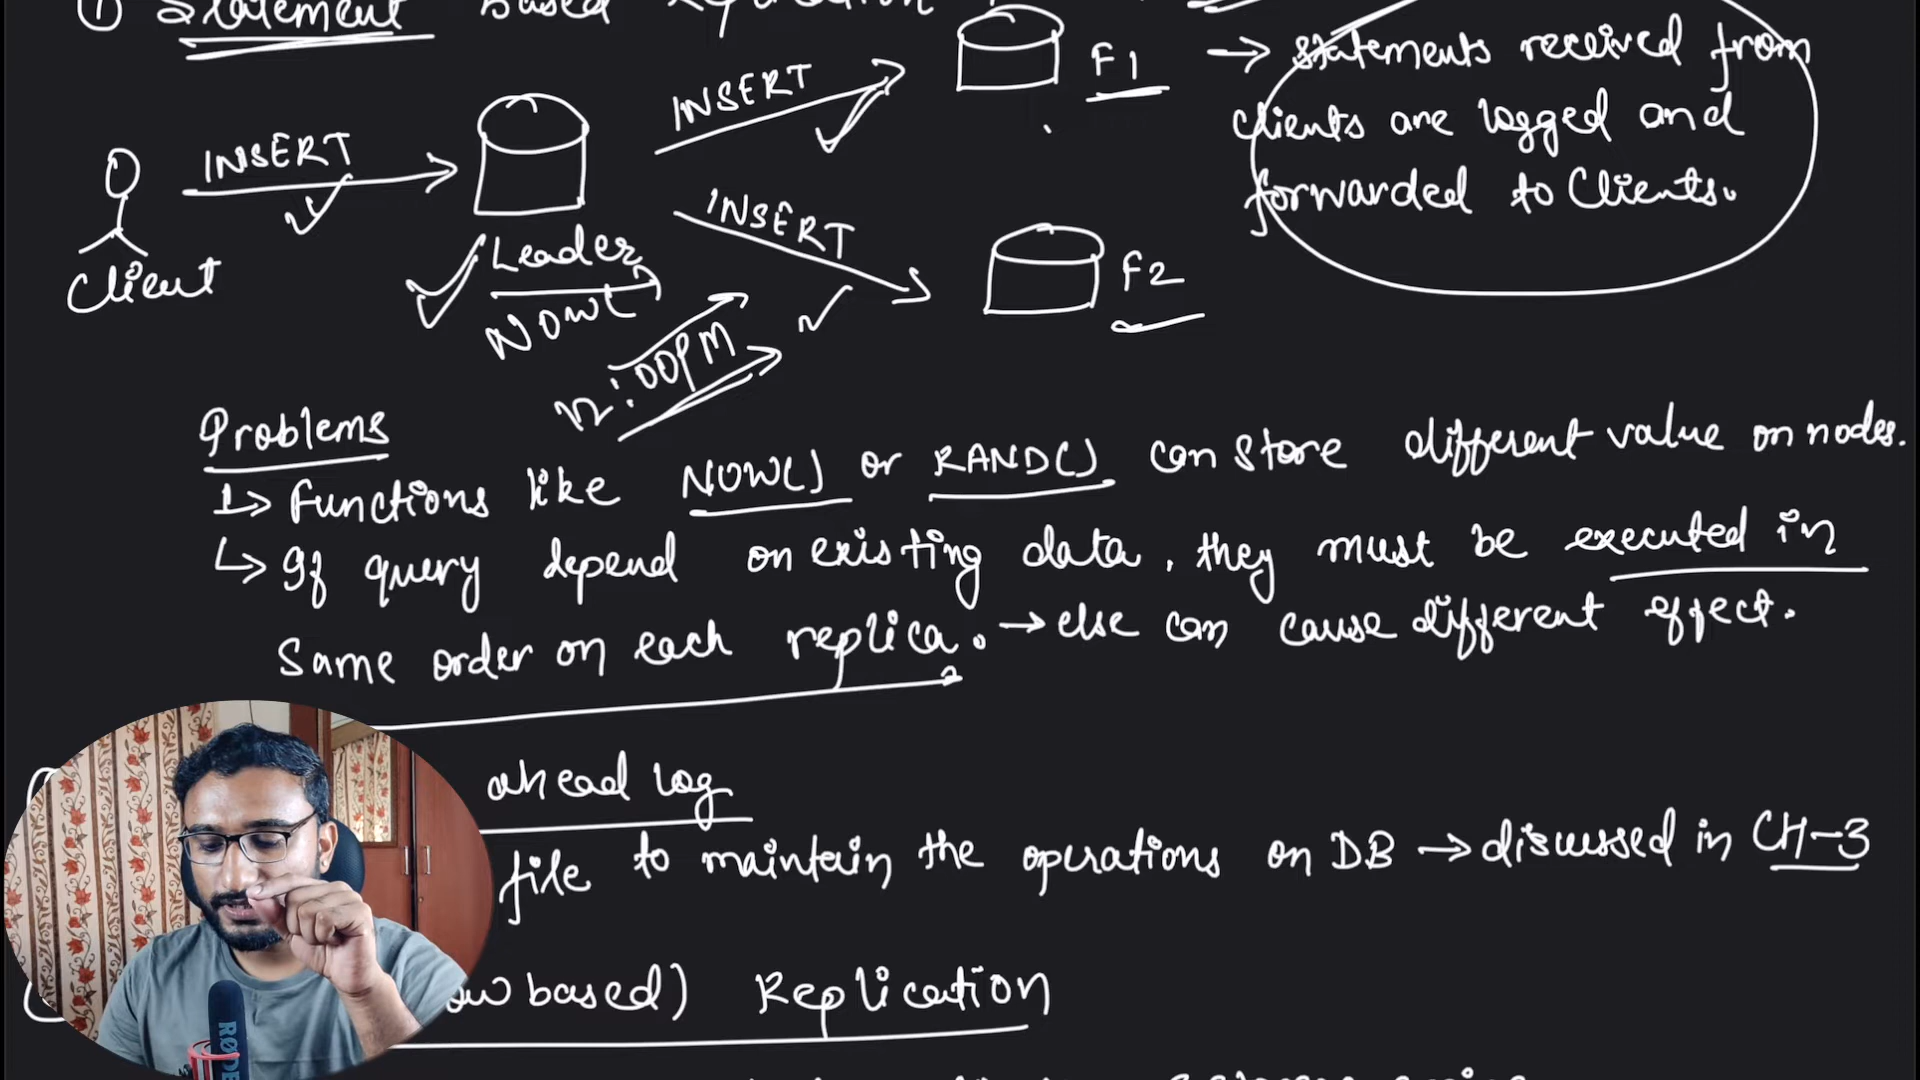 ① Statement based
INSERT
F1
→ statements received from
clients are logged and
forwarded to Clients.
INSERT
Client
Leader
NOW(
INSERT
F2
12:00PM
Problems
↳ Functions like NOW() or RAND() can store different value on nodes.
↳ If query depend on existing data, they must be executed in
Same order on each replica. → else can cause different effect.
ahead log
file to maintain the operations on DB → discussed in CH-3
ow based) Replication
RØDE